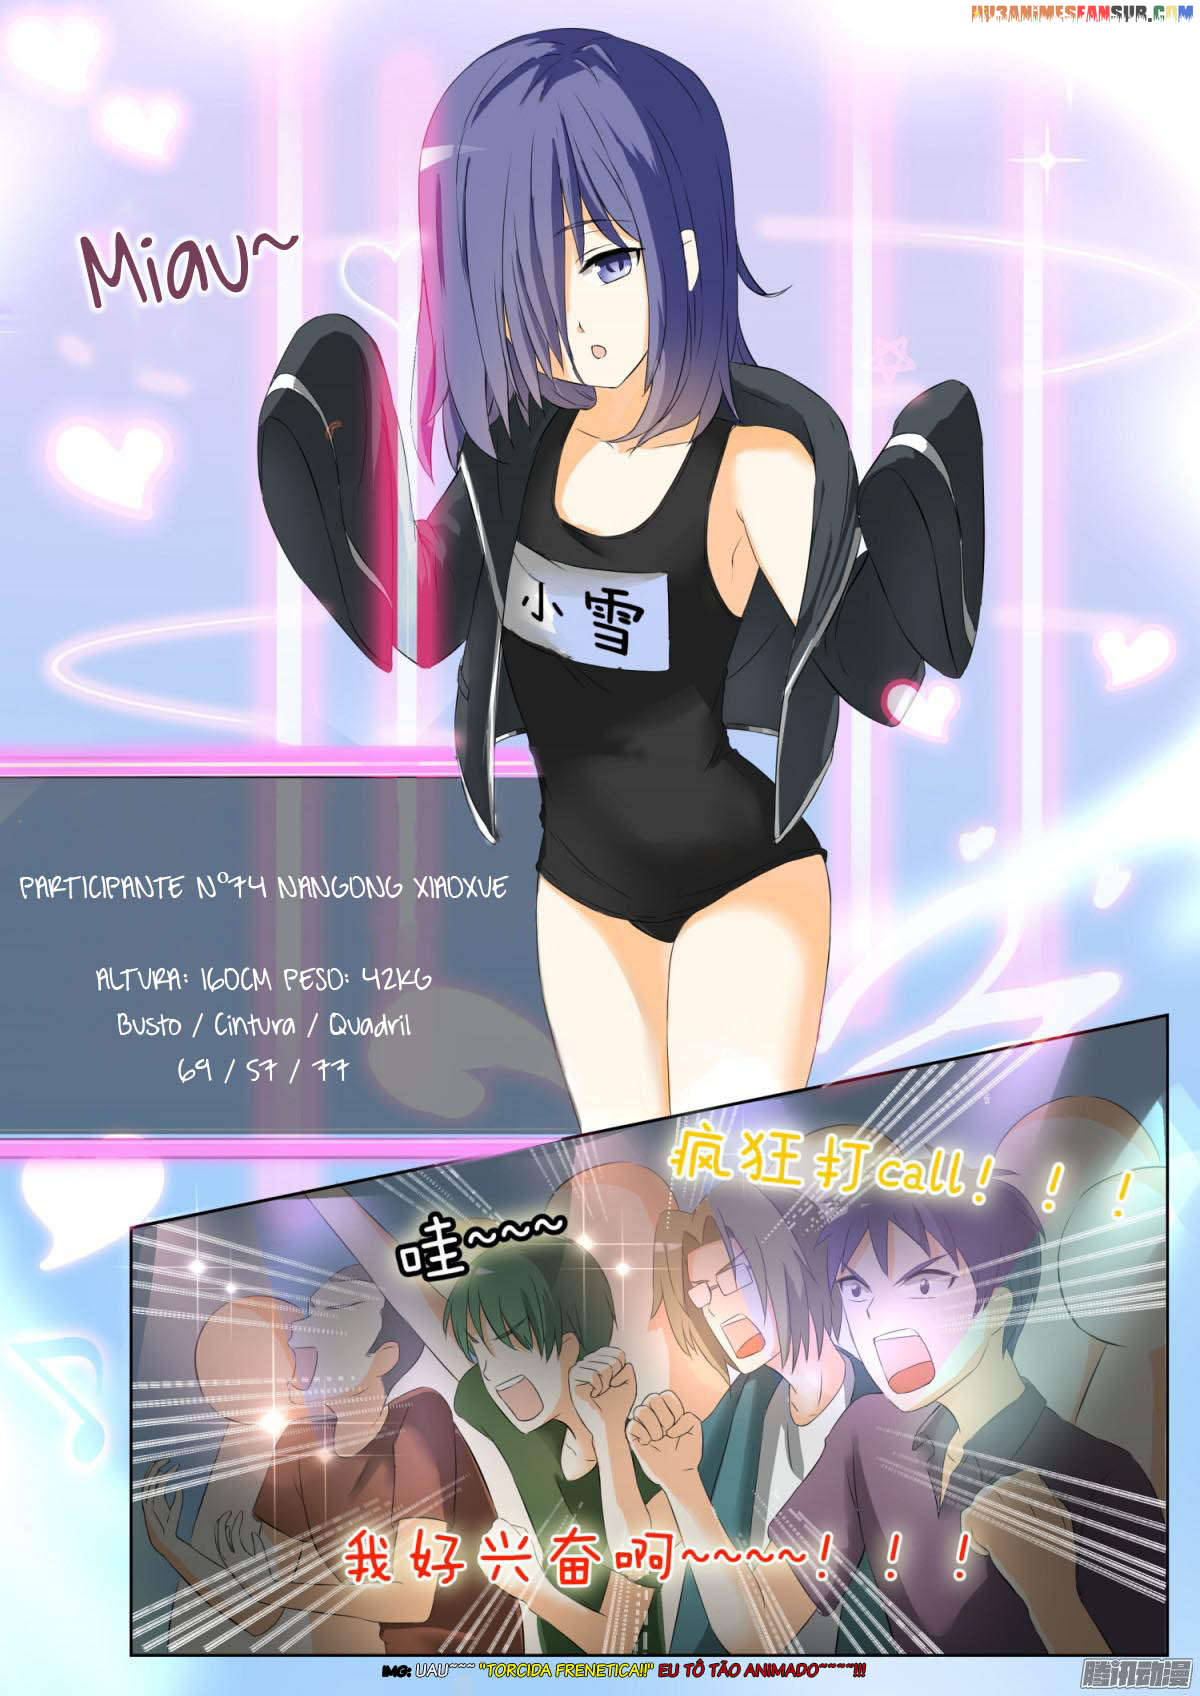 HU3ANIMESFANSUB.COM
Miau~
小雪
PARTICIPANTE Nº74 NANGONG XIAOXUE
ALTURA: 160CM PESO: 42KG
Busto / Cintura / Quadril
69 / 57 / 77
疯狂打call！！！
哇~~~
我好兴奋啊~~~~！！！
IMG: UAU~~~ "TORCIDA FRENETICA!!" EU TÔ TÃO ANIMADO~~~~!!!
腾讯动漫